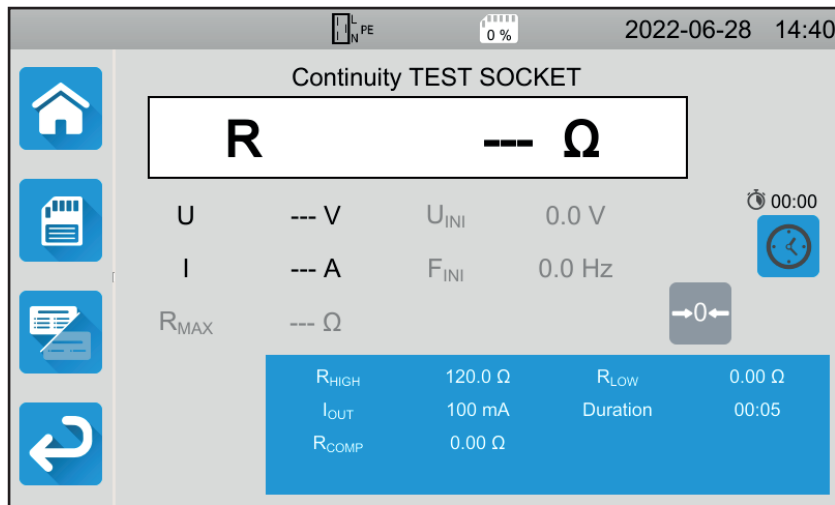 L
N PE 0 % 2022-06-28 14:40
Continuity TEST SOCKET
R --- Ω
00:00
U --- V UINI 0.0 V
I --- A FINI 0.0 Hz
RMAX --- Ω
→0←
RHIGH 120.0 Ω RLOW 0.00 Ω
IOUT 100 mA Duration 00:05
RCOMP 0.00 Ω